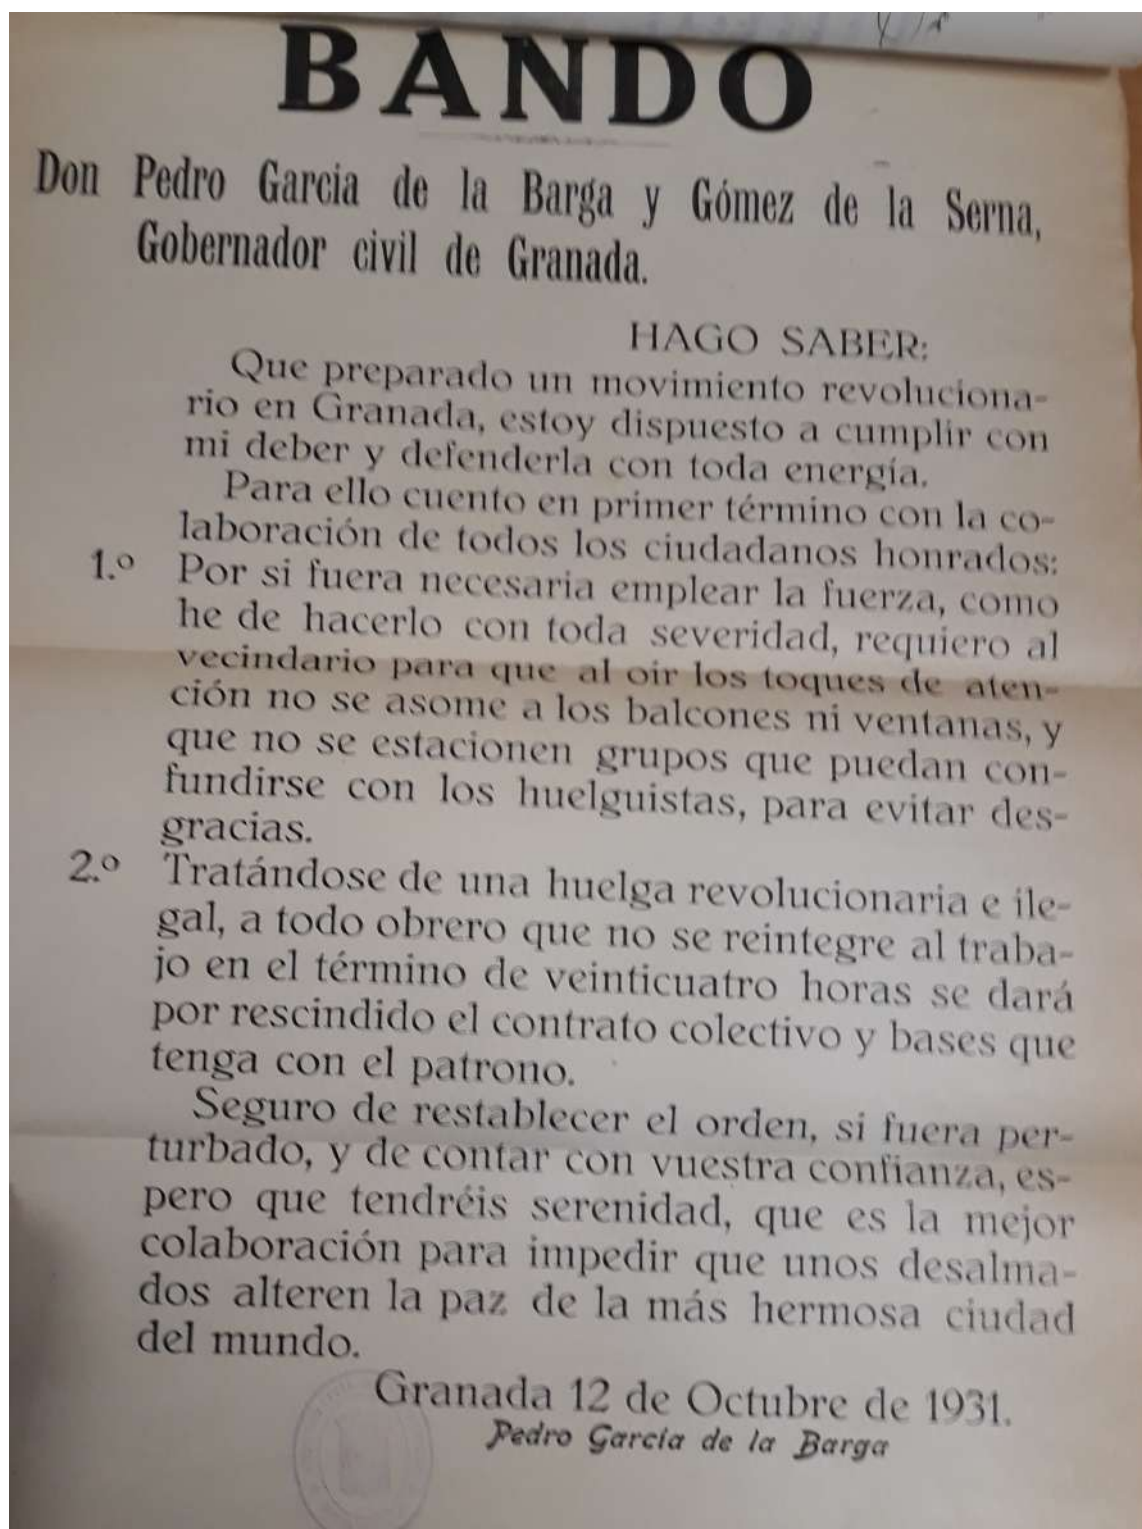 BANDO
Don Pedro Garcia de la Barga y Gómez de la Serna,
Gobernador civil de Granada.
HAGO SABER:
Que preparado un movimiento revoluciona-
rio en Granada, estoy dispuesto a cumplir con
mi deber y defenderla con toda energía.
Para ello cuento en primer término con la co-
laboración de todos los ciudadanos honrados:
1.º Por si fuera necesaria emplear la fuerza, como
he de hacerlo con toda severidad, requiero al
vecindario para que al oir los toques de aten-
ción no se asome a los balcones ni ventanas, y
que no se estacionen grupos que puedan con-
fundirse con los huelguistas, para evitar des-
gracias.
2.º Tratándose de una huelga revolucionaria e ile-
gal, a todo obrero que no se reintegre al traba-
jo en el término de veinticuatro horas se dará
por rescindido el contrato colectivo y bases que
tenga con el patrono.
Seguro de restablecer el orden, si fuera per-
turbado, y de contar con vuestra confianza, es-
pero que tendréis serenidad, que es la mejor
colaboración para impedir que unos desalma-
dos alteren la paz de la más hermosa ciudad
del mundo.
Granada 12 de Octubre de 1931.
Pedro García de la Barga